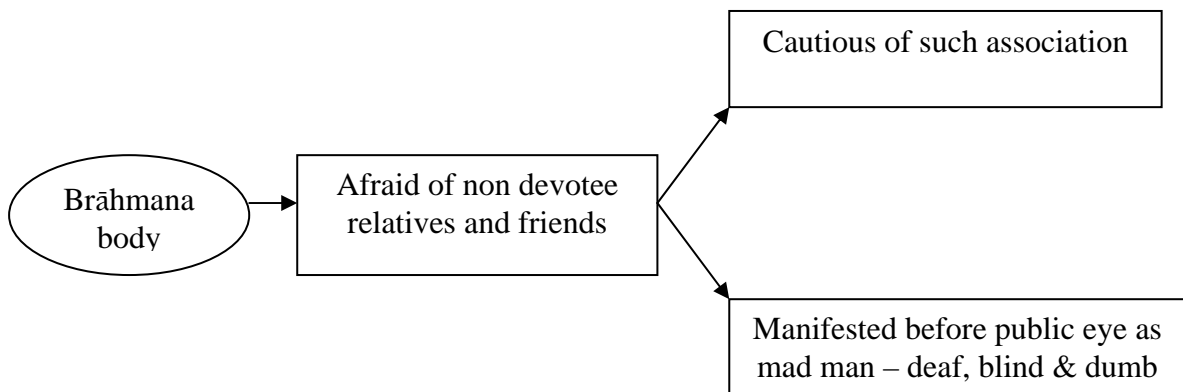 Brāhmana
body
Afraid of non devotee
relatives and friends
Cautious of such association
Manifested before public eye as
mad man – deaf, blind & dumb